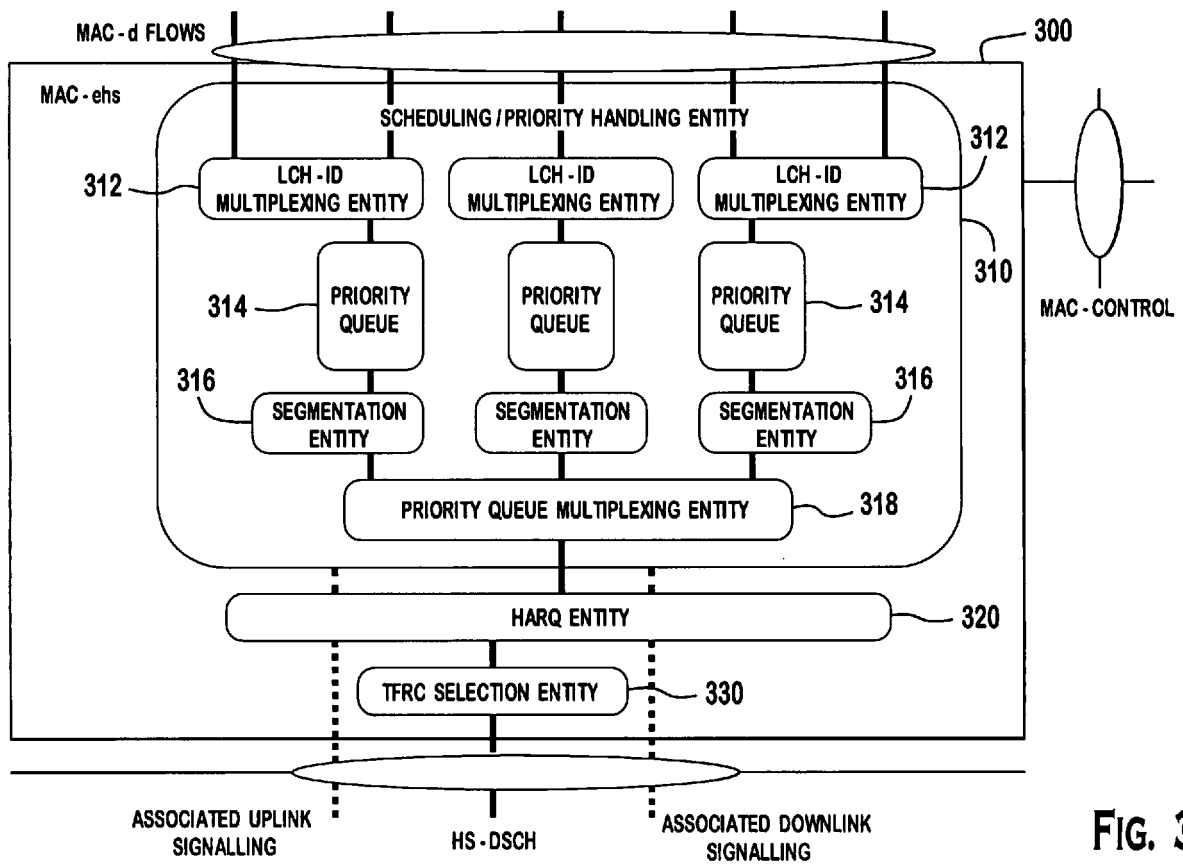 MAC - d FLOWS
300
MAC - ehs
SCHEDULING / PRIORITY HANDLING ENTITY
312
LCH - ID
MULTIPLEXING ENTITY
LCH - ID
MULTIPLEXING ENTITY
LCH - ID
MULTIPLEXING ENTITY
312
310
MAC - CONTROL
314
PRIORITY
QUEUE
PRIORITY
QUEUE
PRIORITY
QUEUE
314
316
SEGMENTATION
ENTITY
SEGMENTATION
ENTITY
SEGMENTATION
ENTITY
316
PRIORITY QUEUE MULTIPLEXING ENTITY
318
HARQ ENTITY
320
TFRC SELECTION ENTITY
330
ASSOCIATED UPLINK
SIGNALLING
HS - DSCH
ASSOCIATED DOWNLINK
SIGNALLING
FIG. 3